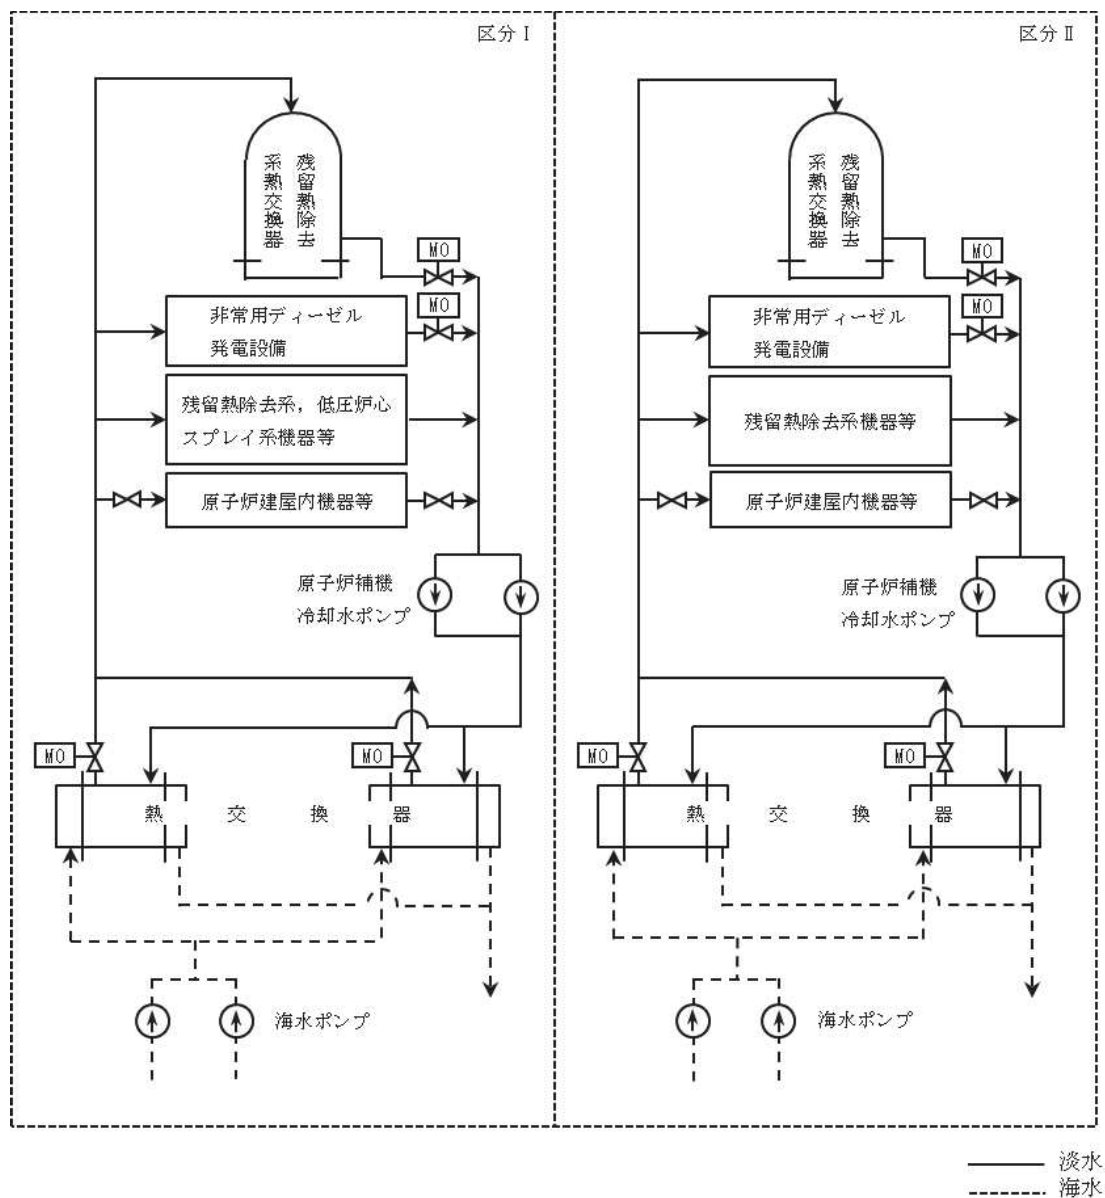 区分Ⅰ
残留熱除去
系熱交換器
MO
MO
非常用ディーゼル
発電設備
残留熱除去系，低圧炉心
スプレイ系機器等
原子炉建屋内機器等
原子炉補機
冷却水ポンプ
MO
MO
熱交換器
海水ポンプ
区分Ⅱ
残留熱除去
系熱交換器
MO
MO
非常用ディーゼル
発電設備
残留熱除去系機器等
原子炉建屋内機器等
原子炉補機
冷却水ポンプ
MO
MO
熱交換器
海水ポンプ
淡水
海水